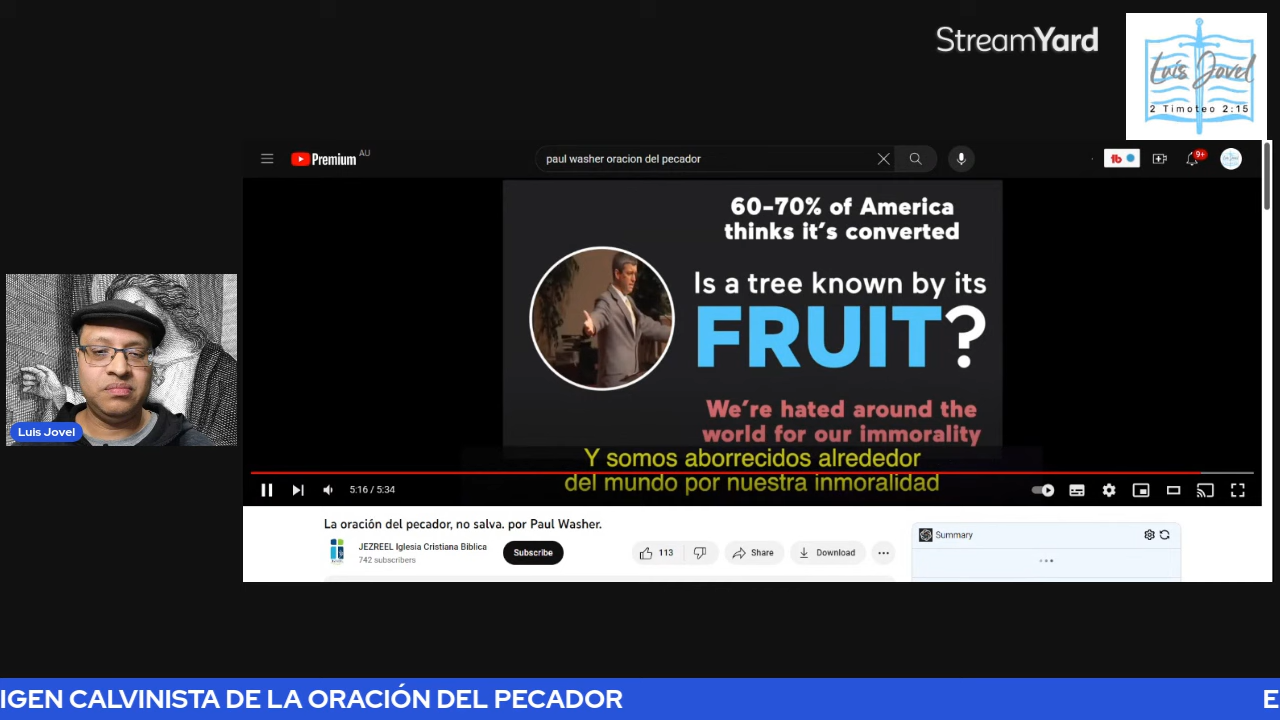 StreamYard
Luis Jovel
2 Timoteo 2:15
Premium AU
paul washer oracion del pecador
9+
60-70% of America
thinks it's converted
Is a tree known by its
FRUIT?
We're hated around the
world for our immorality
Y somos aborrecidos alrededor
del mundo por nuestra inmoralidad
5:16 / 5:34
Luis Jovel
La oración del pecador, no salva. por Paul Washer.
JEZREEL Iglesia Cristiana Biblica
742 subscribers
Subscribe
113
Share
Download
Summary
IGEN CALVINISTA DE LA ORACIÓN DEL PECADOR
E